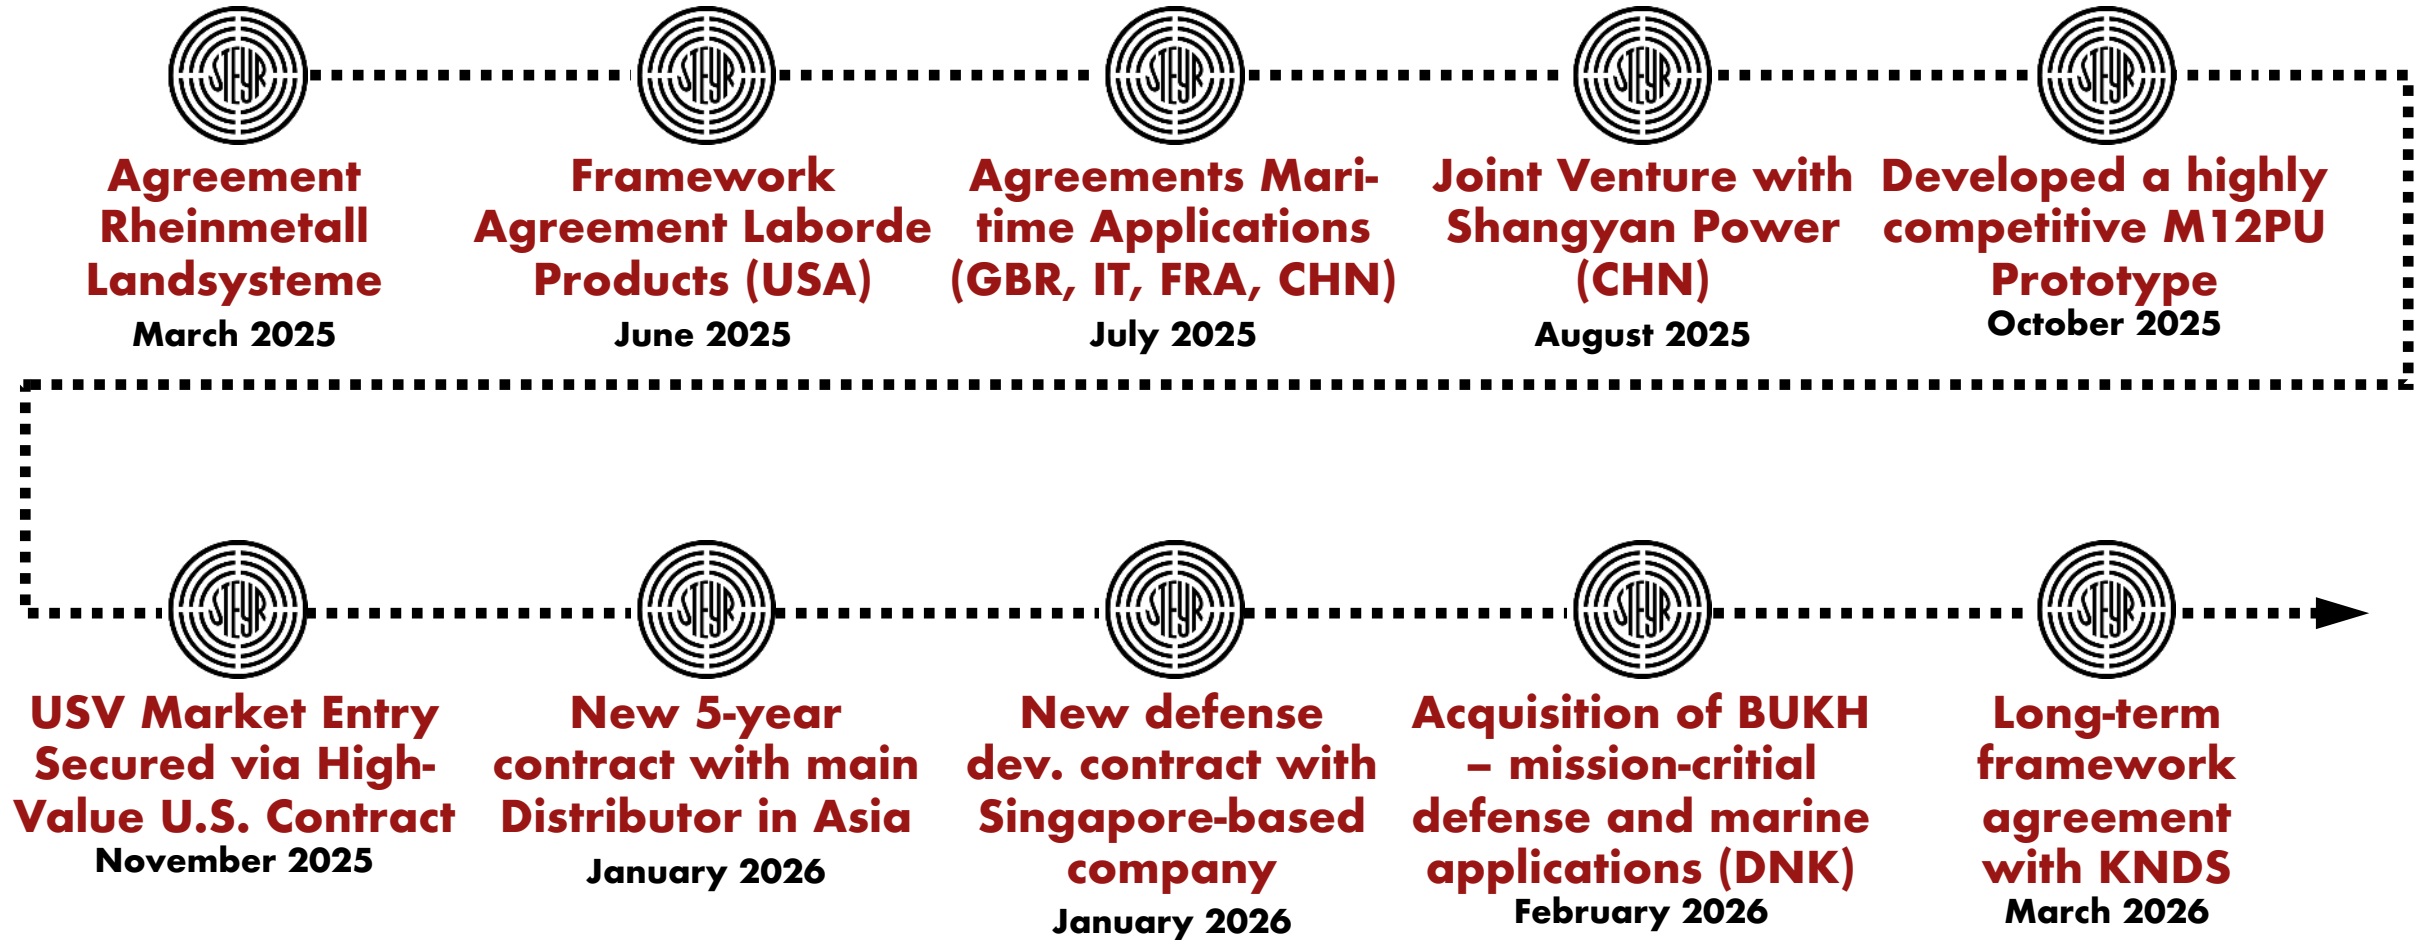 STEYR
STEYR
STEYR
STEYR
STEYR
Agreement
Rheinmetall
Landsysteme
March 2025
Framework
Agreement Laborde
Products (USA)
June 2025
Agreements Mari-
time Applications
(GBR, IT, FRA, CHN)
July 2025
Joint Venture with
Shangyan Power
(CHN)
August 2025
Developed a highly
competitive M12PU
Prototype
October 2025
STEYR
STEYR
STEYR
STEYR
STEYR
USV Market Entry
Secured via High-
Value U.S. Contract
November 2025
New 5-year
contract with main
Distributor in Asia
January 2026
New defense
dev. contract with
Singapore-based
company
January 2026
Acquisition of BUKH
– mission-critial
defense and marine
applications (DNK)
February 2026
Long-term
framework
agreement
with KNDS
March 2026